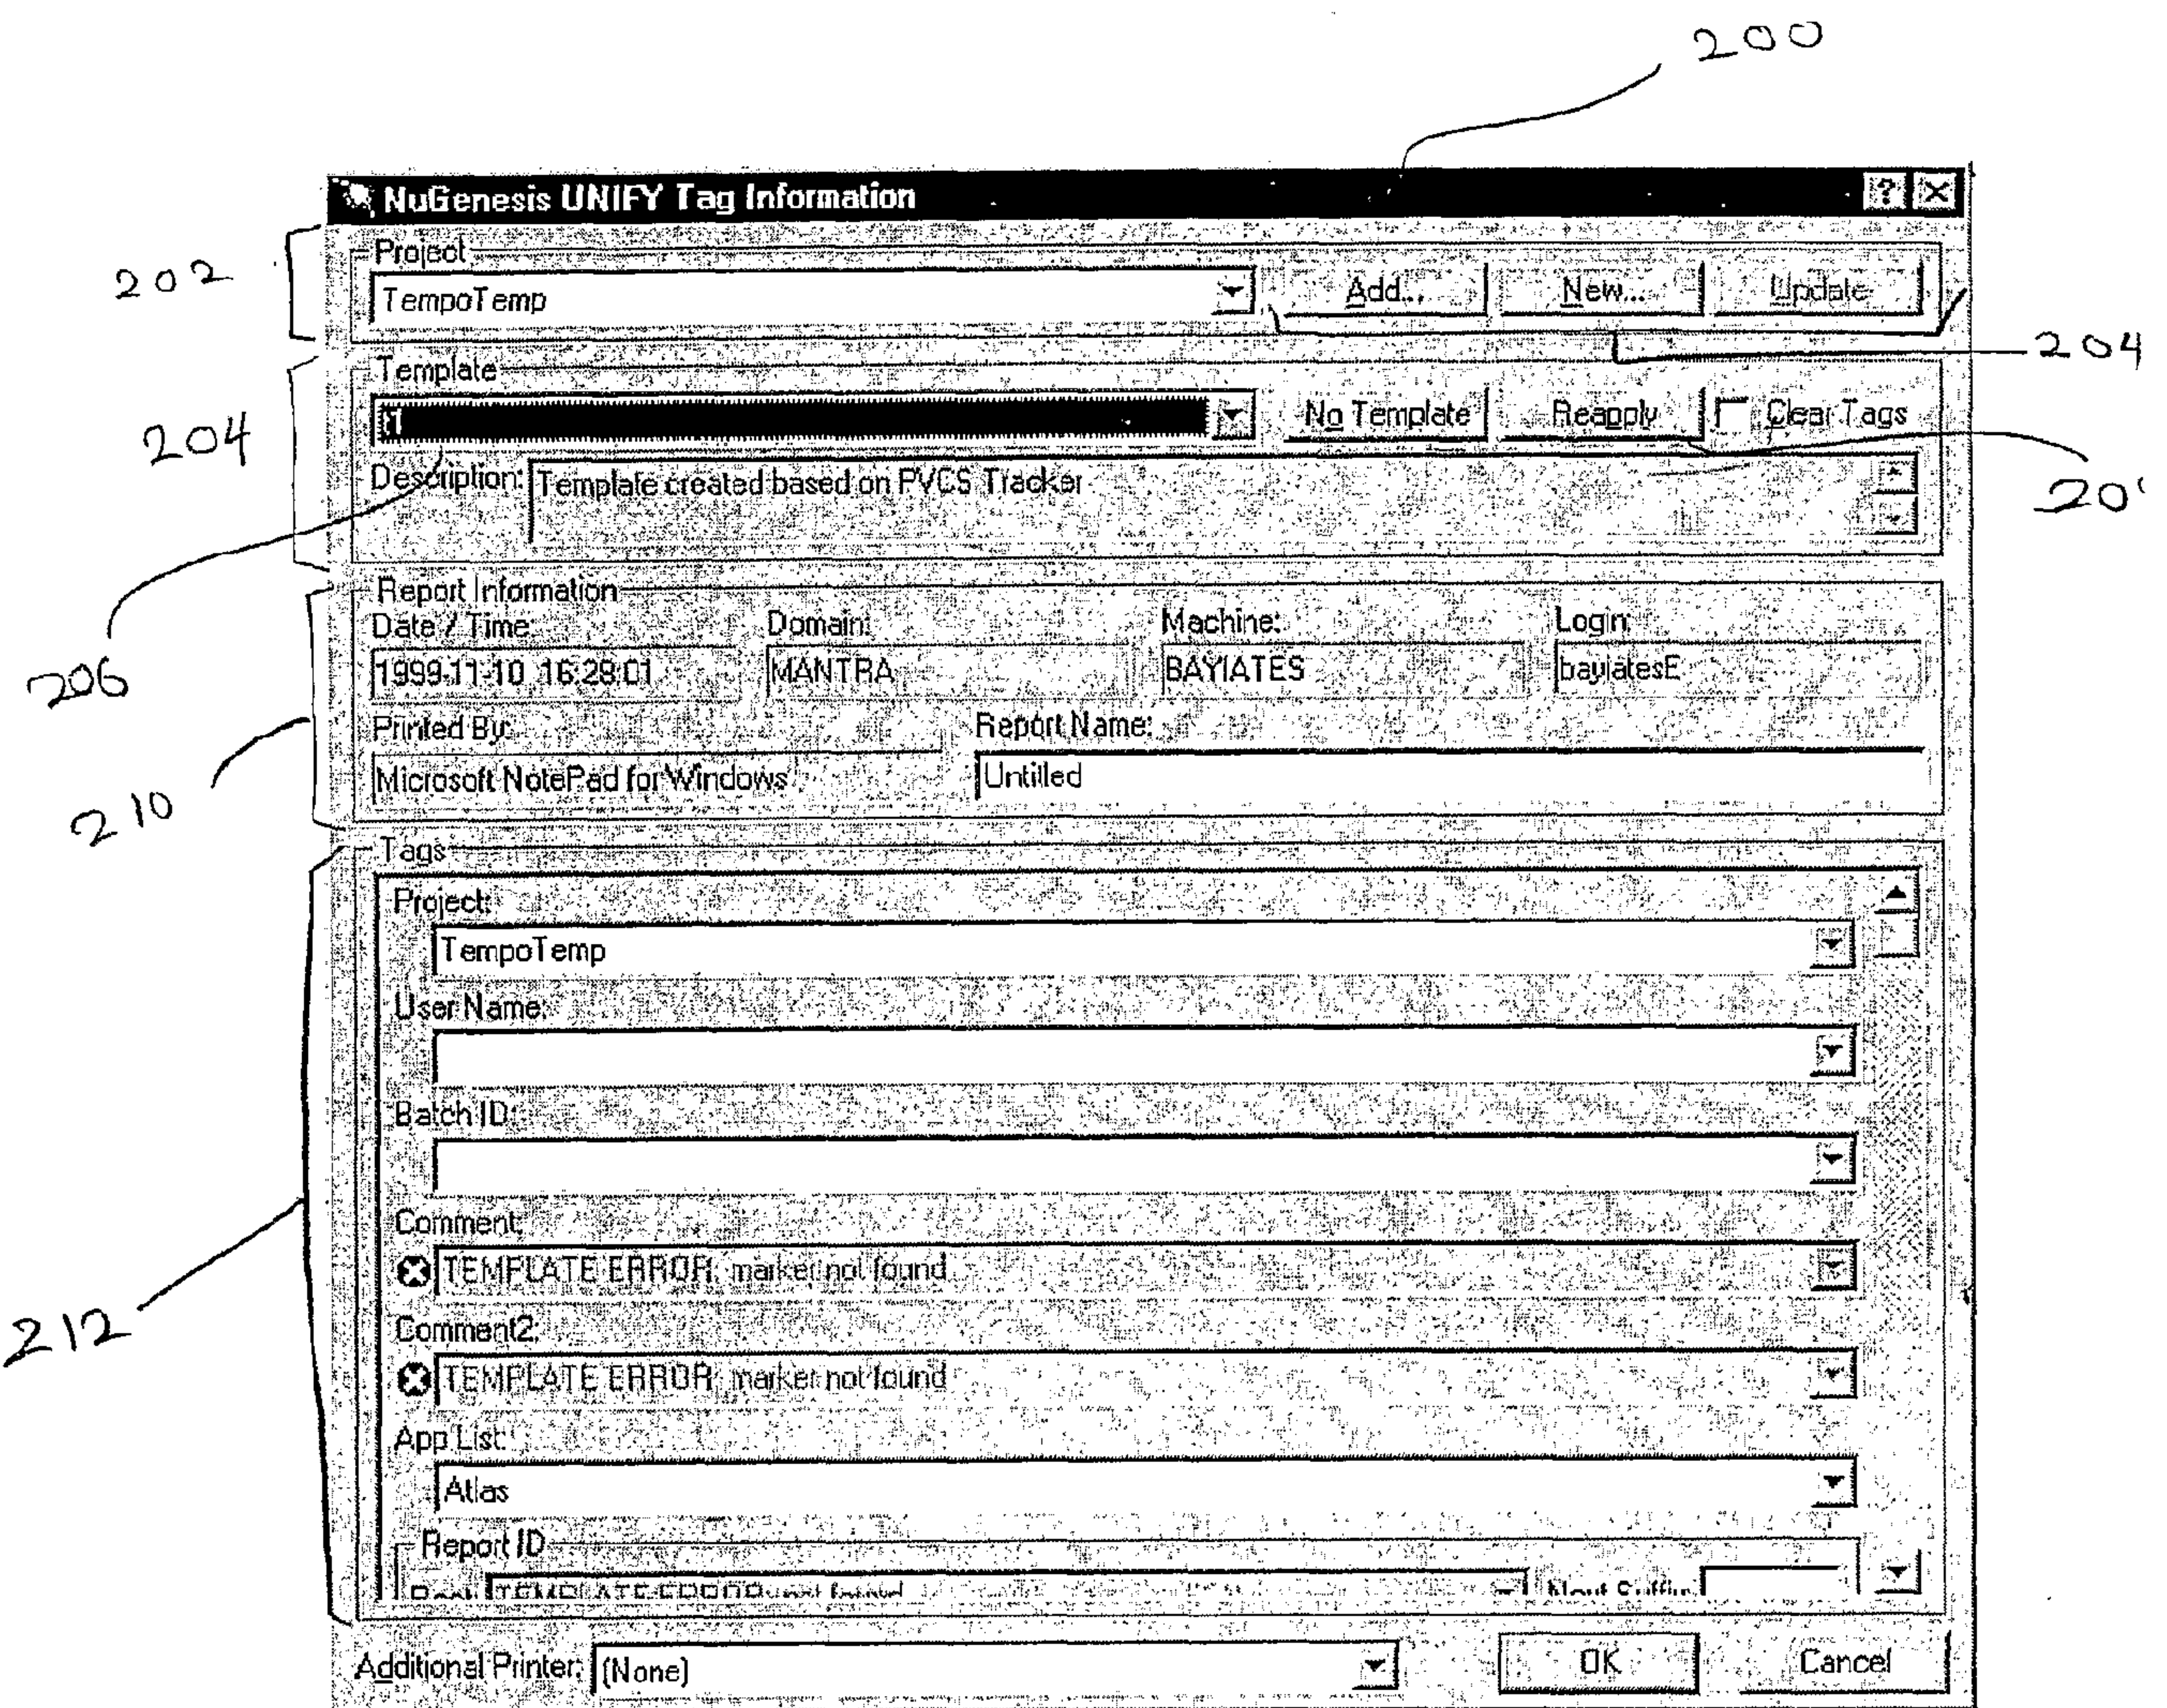 200
NuGenesis UNIFY Tag Information
202
Project
TempoTemp
Add...
New...
Update
204
Template
204
No Template
Reapply
Clear Tags
Description:
Template created based on PVCS Tracker
Report Information
Date / Time:
Domain:
Machine:
Login:
1999-11-10 16:28:01
MANTRA
BAYIATES
bayiatesE
206
Printed By:
Report Name:
Microsoft NotePad for Windows
Untitled
210
Tags
Project:
TempoTemp
User Name:
Batch ID:
Comment:
TEMPLATE ERROR: marker not found
212
Comment2:
TEMPLATE ERROR: marker not found
App List:
Atlas
Report ID
Additional Printer:
(None)
OK
Cancel